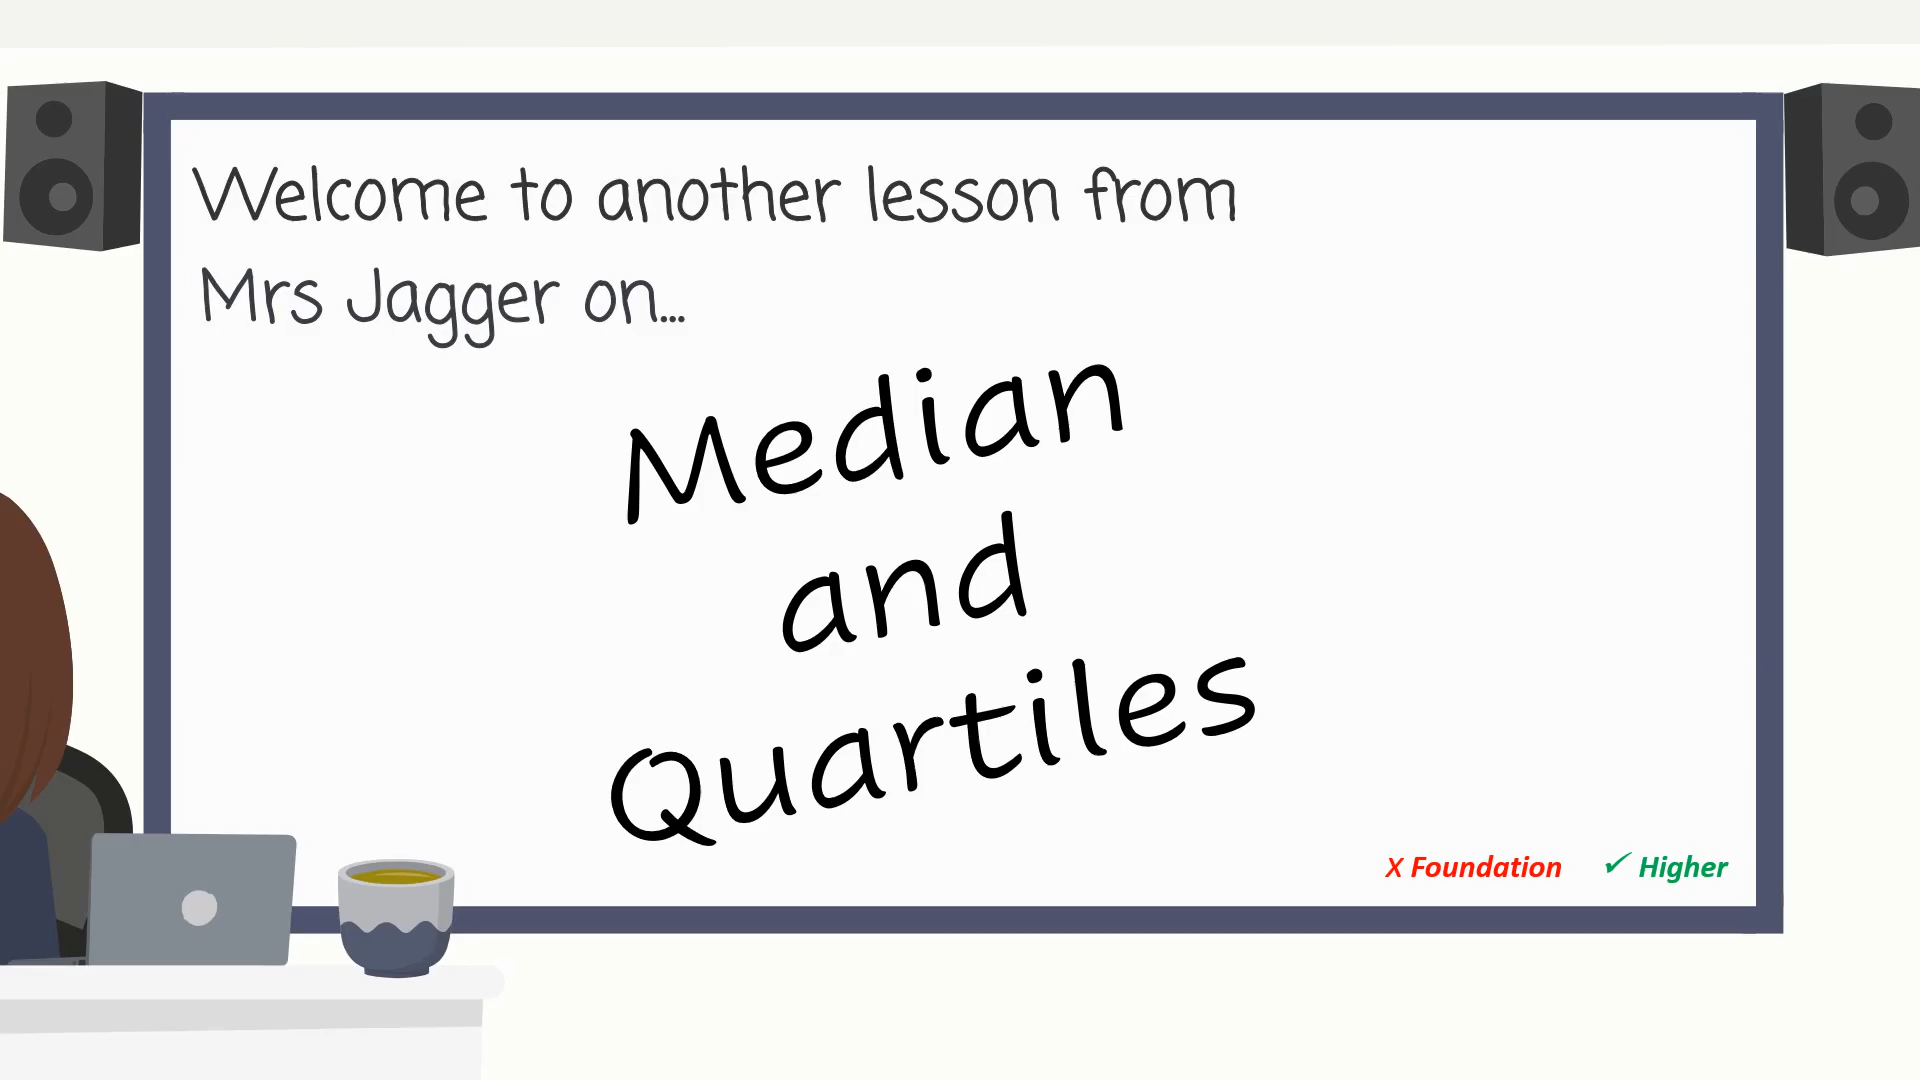 Welcome to another lesson from
Mrs Jagger on...
Median
and
Quartiles
X Foundation ✓ Higher